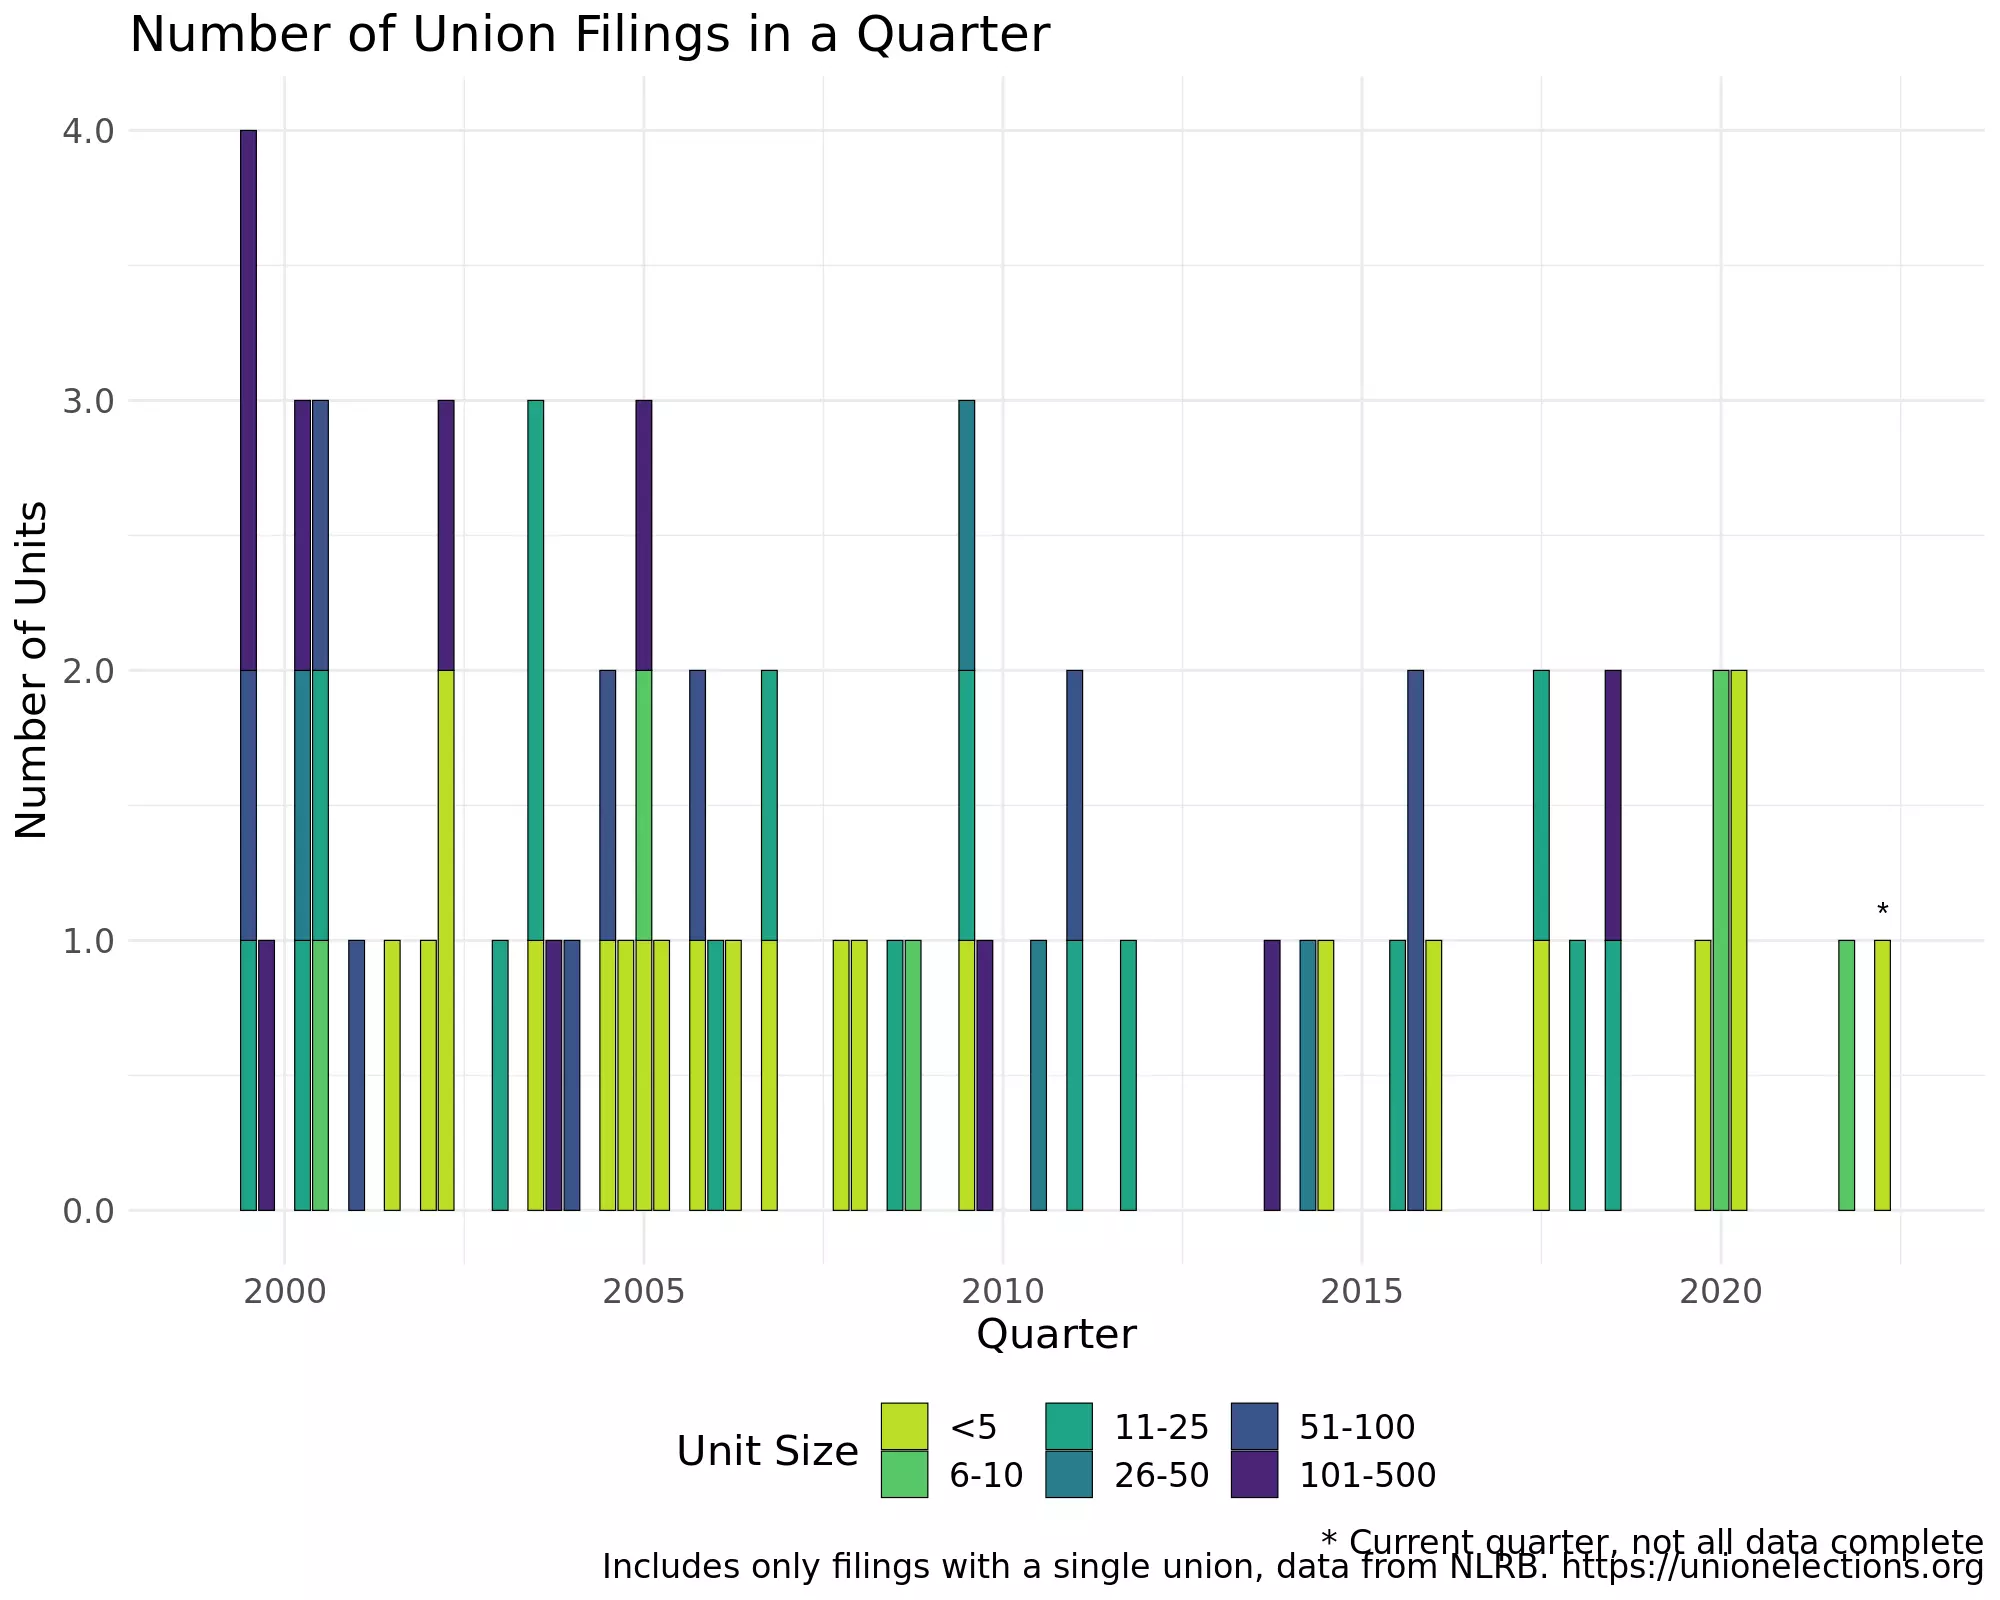 Number of Union Filings in a Quarter
4.0
3.0
2.0
1.0
0.0
Number of Units
*
2000 2005 2010 2015 2020
Quarter
Unit Size
<5 11-25 51-100
6-10 26-50 101-500
* Current quarter, not all data complete
Includes only filings with a single union, data from NLRB. https://unionelections.org